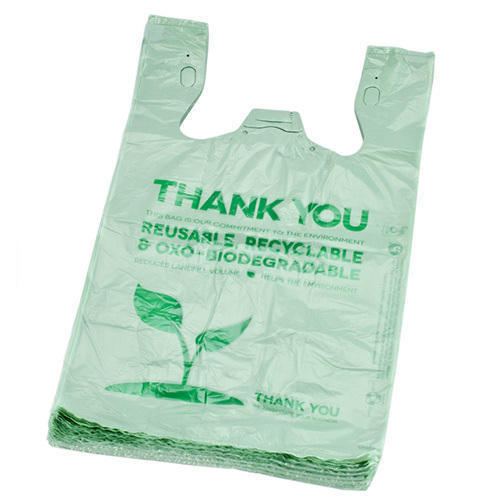 THANK YOU
THIS BAG IS OUR COMMITMENT TO THE ENVIRONMENT
REUSABLE, RECYCLABLE
& OXO-BIODEGRADABLE
REDUCES LANDFILL VOLUME HELPS THE ENVIRONMENT
THANK YOU